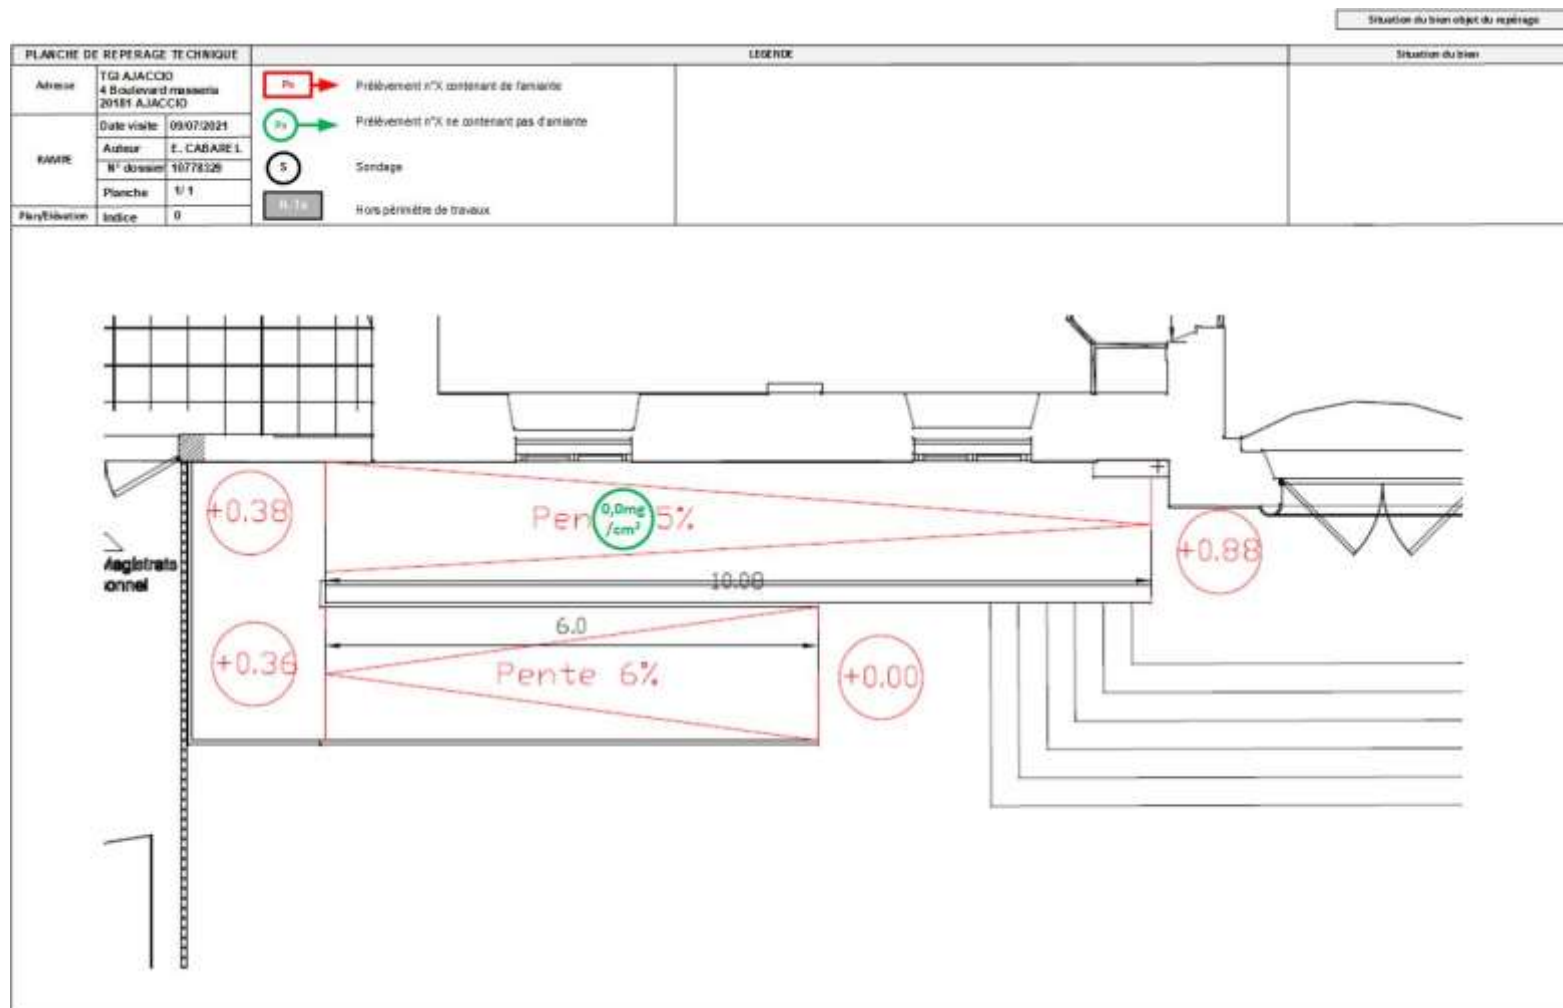 Situation du bien objet du repérage
PLANCHE DE REPERAGE TECHNIQUE
LEGENDE
Situation du bien
Adresse
TGI AJACCIO
4 Boulevard masseria
20181 AJACCIO
RAMPE
Date visite 09/07/2021
Auteur E. CABAREL
N° dossier 10778329
Planche 1/ 1
Plan/Elévation Indice 0
Px Prélèvement n°X contenant de l'amiante
Px Prélèvement n°X ne contenant pas d'amiante
S Sondage
Hors périmètre de travaux
+0.38
Pen 5%
0,0mg
/cm²
+0.88
Magistrats
onnel
10.08
6.0
+0.36
Pente 6%
+0.00